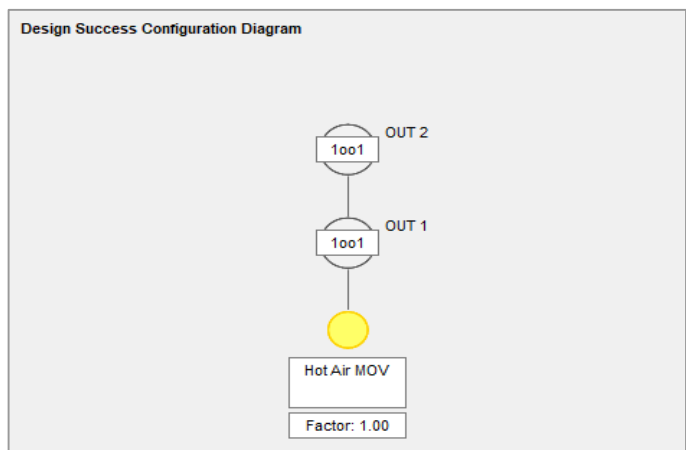 Design Success Configuration Diagram
OUT 2
1oo1
OUT 1
1oo1
Hot Air MOV
Factor: 1.00